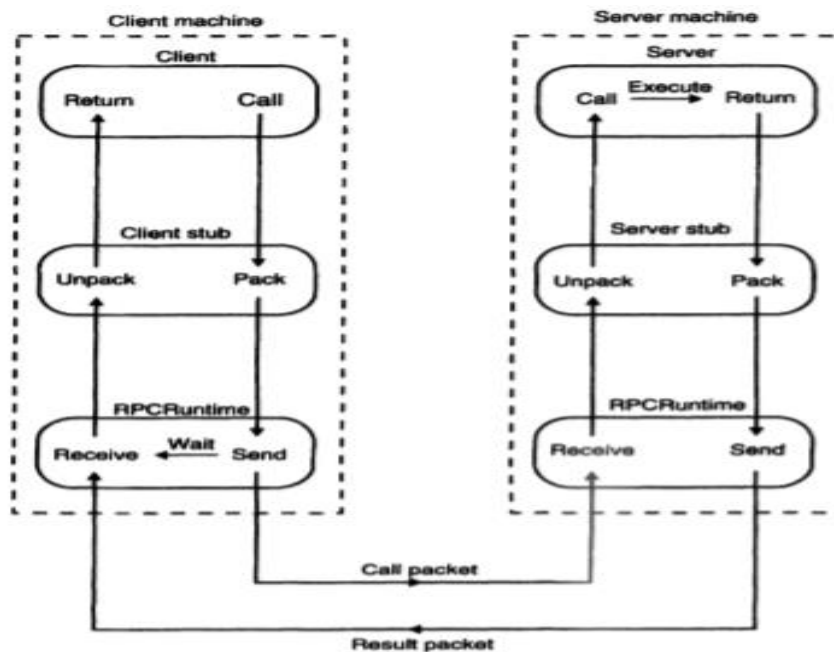 Client machine
Server machine
Client
Return
Call
Server
Call
Execute
Return
Client stub
Unpack
Pack
Server stub
Unpack
Pack
RPCRuntime
Receive
Wait
Send
RPCRuntime
Receive
Send
Call packet
Result packet